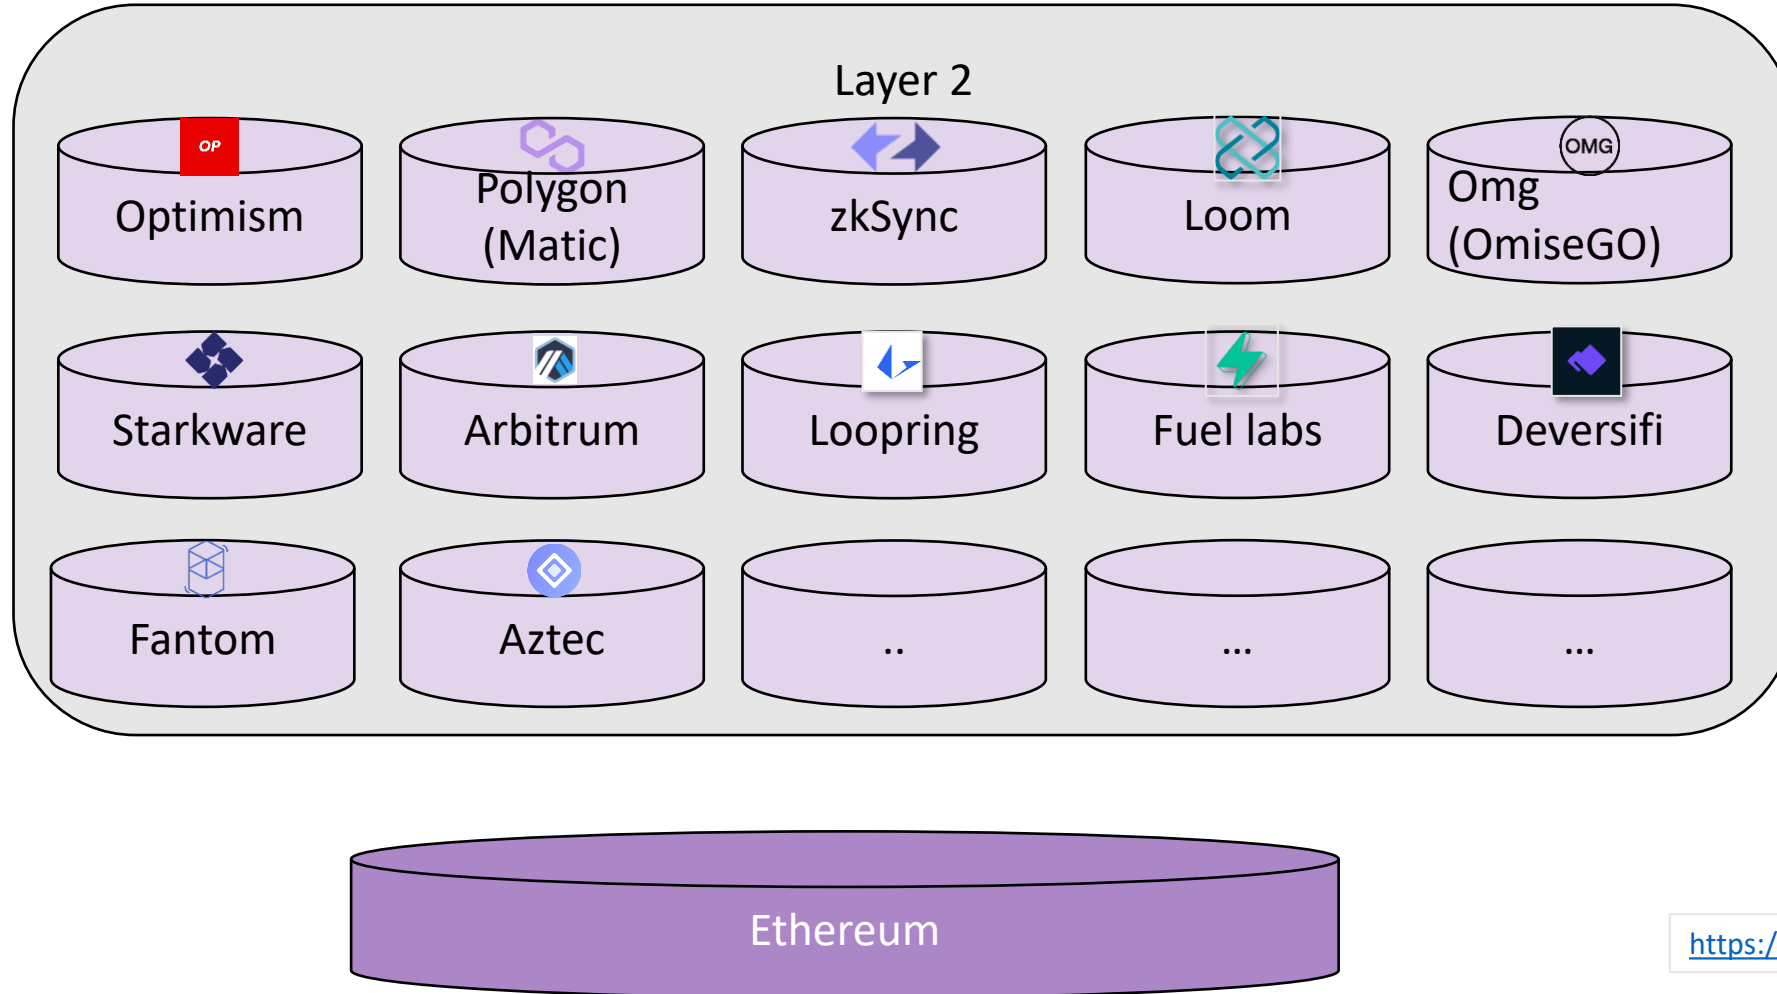 Layer 2
OP
OMG
Optimism
Polygon
(Matic)
zkSync
Loom
Omg
(OmiseGO)
Starkware
Arbitrum
Loopring
Fuel labs
Deversifi
Fantom
Aztec
..
...
...
Ethereum
https:/